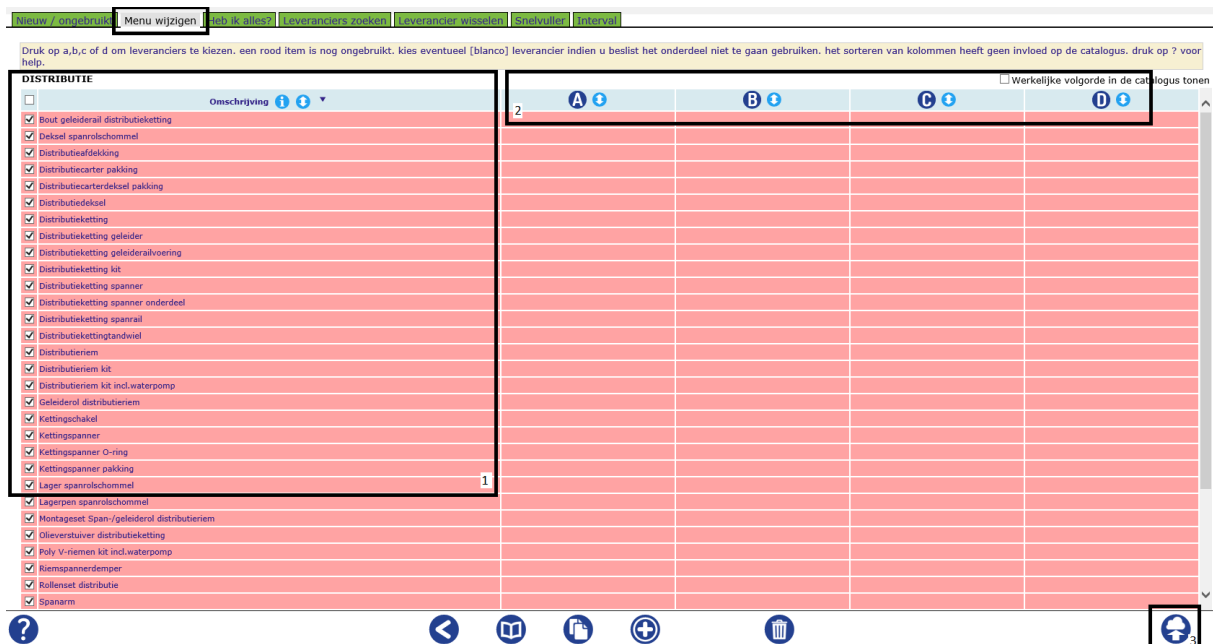 Nieuw / ongebruikt Menu wijzigen Heb ik alles? Leveranciers zoeken Leverancier wisselen Snelvuller Interval
Druk op a,b,c of d om leveranciers te kiezen. een rood item is nog ongebruikt. kies eventueel [blanco] leverancier indien u beslist het onderdeel niet te gaan gebruiken. het sorteren van kolommen heeft geen invloed op de catalogus. druk op ? voor
help.
DISTRIBUTIE Werkelijke volgorde in de catalogus tonen
Omschrijving i A B C D
2
Bout geleiderail distributieketting
Deksel spanrolschommel
Distributieafdekking
Distributiecarter pakking
Distributiecarterdeksel pakking
Distributiedeksel
Distributieketting
Distributieketting geleider
Distributieketting geleiderailvoering
Distributieketting kit
Distributieketting spanner
Distributieketting spanner onderdeel
Distributieketting spanrail
Distributiekettingtandwiel
Distributieriem
Distributieriem kit
Distributieriem kit incl.waterpomp
Geleiderol distributieriem
Kettingschakel
Kettingspanner
Kettingspanner O-ring
Kettingspanner pakking
Lager spanrolschommel 1
Lagerpen spanrolschommel
Montageset Span-/geleiderol distributieriem
Olieverstuiver distributieketting
Poly V-riemen kit incl.waterpomp
Riemspannerdemper
Rollenset distributie
Spanarm
? 3